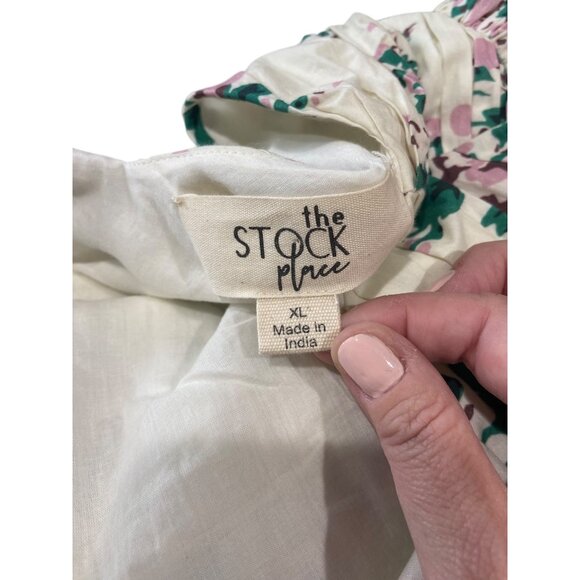 the
STOCK
place
XL
Made in
India